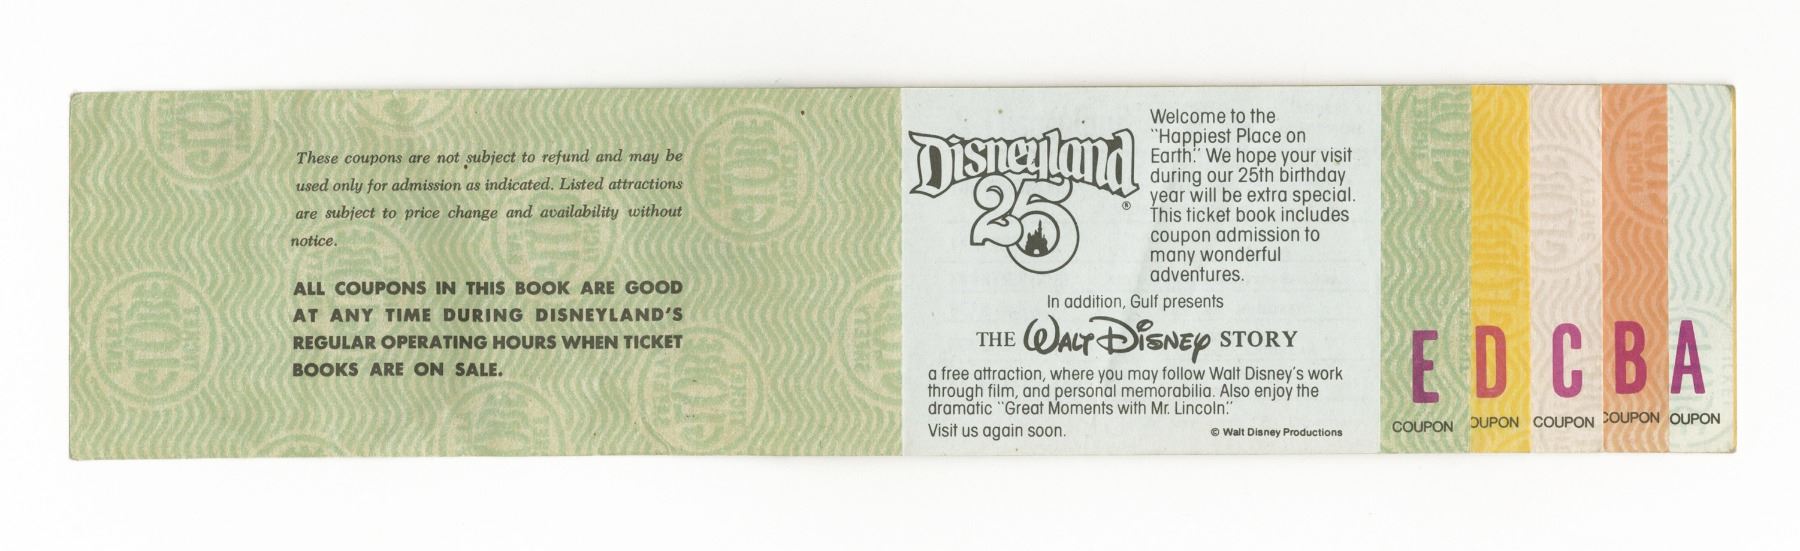 These coupons are not subject to refund and may be
used only for admission as indicated. Listed attractions
are subject to price change and availability without
notice.
ALL COUPONS IN THIS BOOK ARE GOOD
AT ANY TIME DURING DISNEYLAND'S
REGULAR OPERATING HOURS WHEN TICKET
BOOKS ARE ON SALE.
Disneyland
25
®
Welcome to the
"Happiest Place on
Earth." We hope your visit
during our 25th birthday
year will be extra special.
This ticket book includes
coupon admission to
many wonderful
adventures.
In addition, Gulf presents
THE WALT DISNEY STORY
a free attraction, where you may follow Walt Disney's work
through film, and personal memorabilia. Also enjoy the
dramatic "Great Moments with Mr. Lincoln."
Visit us again soon.
© Walt Disney Productions
E
COUPON
D
OUPON
C
COUPON
B
COUPON
A
OUPON